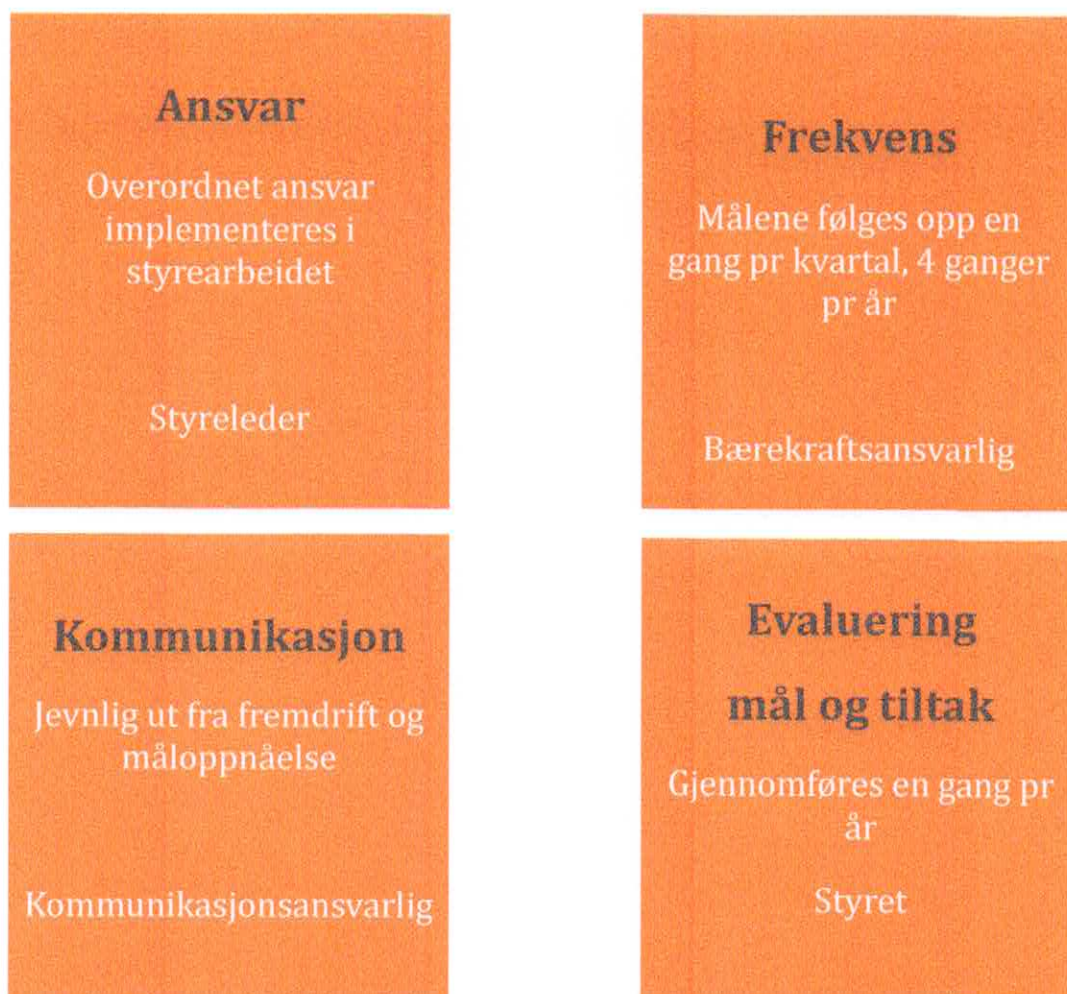 Ansvar
Overordnet ansvar
implementeres i
styrearbeidet
Styreleder
Frekvens
Målene følges opp en
gang pr kvartal, 4 ganger
pr år
Bærekraftsansvarlig
Kommunikasjon
Jevnlig ut fra fremdrift og
måloppnåelse
Kommunikasjonsansvarlig
Evaluering
mål og tiltak
Gjennomføres en gang pr
år
Styret